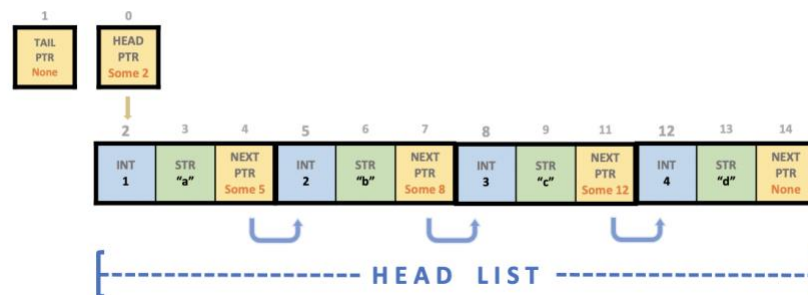 1 0
TAIL PTR None
HEAD PTR Some 2
2 3 4 5 6 7 8 9 11 12 13 14
INT 1
STR “a”
NEXT PTR Some 5
INT 2
STR “b”
NEXT PTR Some 8
INT 3
STR “c”
NEXT PTR Some 12
INT 4
STR “d”
NEXT PTR None
HEAD LIST